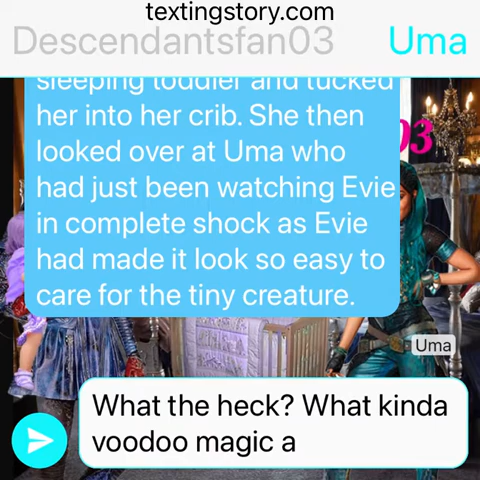 textingstory.com
Descendantsfan03 Uma
sleeping toddler and tucked
her into her crib. She then
03
looked over at Uma who
had just been watching Evie
in complete shock as Evie
had made it look so easy to
care for the tiny creature.
Uma
What the heck? What kinda
voodoo magic a